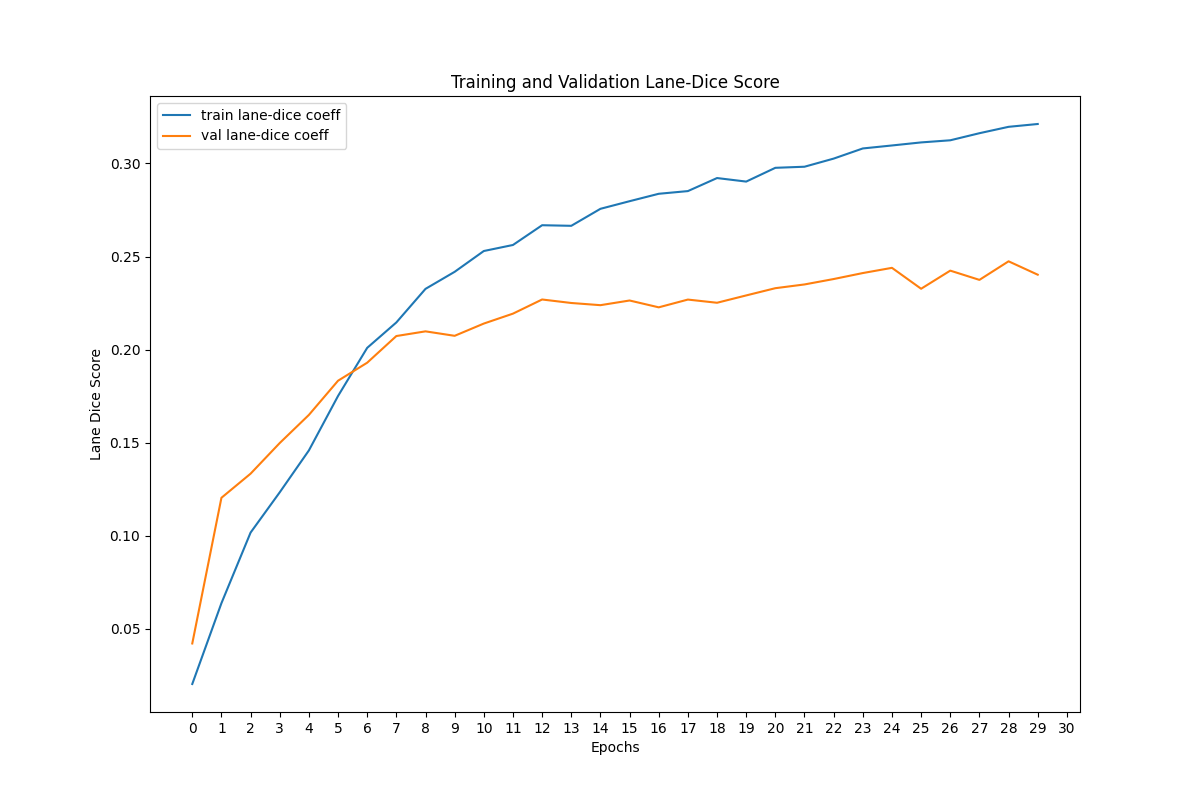 Training and Validation Lane-Dice Score
train lane-dice coeff
val lane-dice coeff
0.30
0.25
0.20
0.15
0.10
0.05
Lane Dice Score
0 1 2 3 4 5 6 7 8 9 10 11 12 13 14 15 16 17 18 19 20 21 22 23 24 25 26 27 28 29 30
Epochs